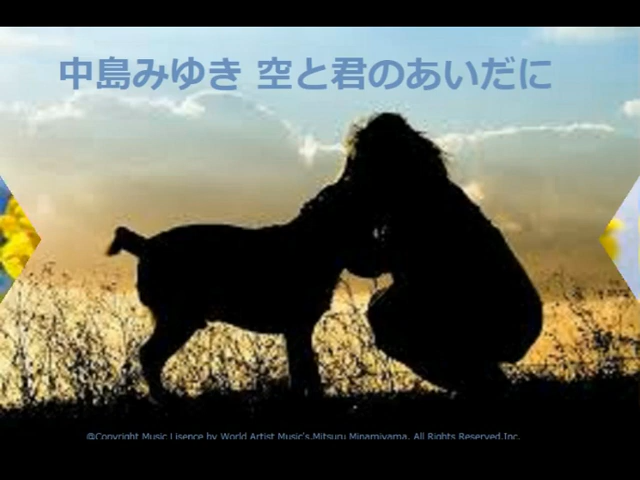 中島みゆき 空と君のあいだに
@Copyright Music Lisence by World Artist Music's.Mitsuru Minamiyama. All Rights Reserved.Inc.